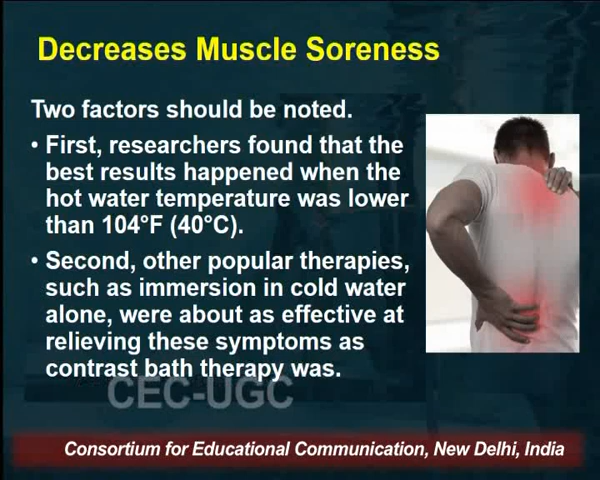 Decreases Muscle Soreness
Two factors should be noted.
• First, researchers found that the
best results happened when the
hot water temperature was lower
than 104°F (40°C).
• Second, other popular therapies,
such as immersion in cold water
alone, were about as effective at
relieving these symptoms as
contrast bath therapy was.
CEC-UGC
Consortium for Educational Communication, New Delhi, India